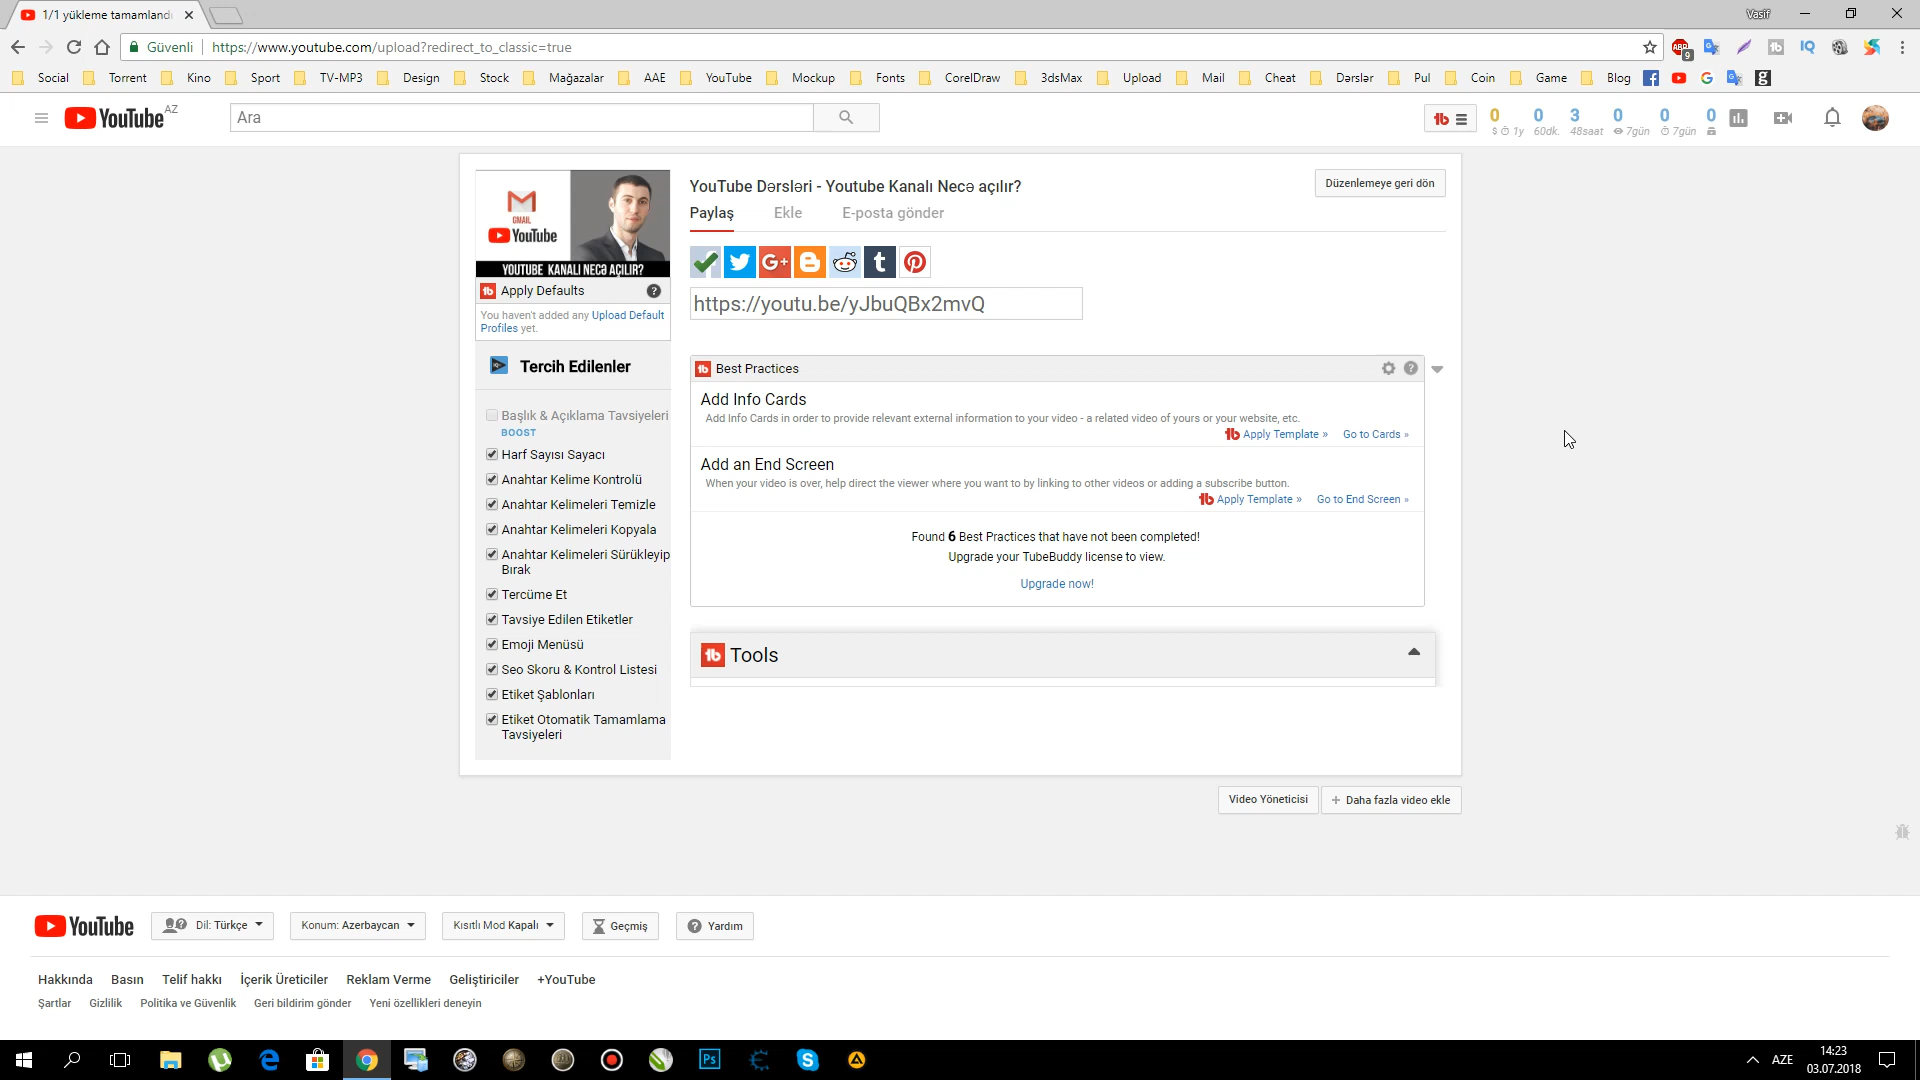 1/1 yükleme tamamlandı
Vasif
Güvenli
https://www.youtube.com/upload?redirect_to_classic=true
ABP
9
IQ
Social
Torrent
Kino
Sport
TV-MP3
Design
Stock
Mağazalar
AAE
YouTube
Mockup
Fonts
CorelDraw
3dsMax
Upload
Mail
Cheat
Dərslər
Pul
Coin
Game
Blog
YouTube AZ
Ara
0 0 3 0 0 0
1y 60dk. 48saat 7gün 7gün
GMAIL
YouTube
YOUTUBE KANALI NECƏ AÇILIR?
YouTube Dərsləri - Youtube Kanalı Necə açılır?
Düzenlemeye geri dön
Paylaş
Ekle
E-posta gönder
G+
https://youtu.be/yJbuQBx2mvQ
Apply Defaults
You haven't added any Upload Default
Profiles yet.
Tercih Edilenler
Başlık & Açıklama Tavsiyeleri
BOOST
Harf Sayısı Sayacı
Anahtar Kelime Kontrolü
Anahtar Kelimeleri Temizle
Anahtar Kelimeleri Kopyala
Anahtar Kelimeleri Sürükleyip
Bırak
Tercüme Et
Tavsiye Edilen Etiketler
Emoji Menüsü
Seo Skoru & Kontrol Listesi
Etiket Şablonları
Etiket Otomatik Tamamlama
Tavsiyeleri
Best Practices
Add Info Cards
Add Info Cards in order to provide relevant external information to your video - a related video of yours or your website, etc.
Apply Template »
Go to Cards »
Add an End Screen
When your video is over, help direct the viewer where you want to by linking to other videos or adding a subscribe button.
Apply Template »
Go to End Screen »
Found 6 Best Practices that have not been completed!
Upgrade your TubeBuddy license to view.
Upgrade now!
Tools
Video Yöneticisi
+ Daha fazla video ekle
YouTube
Dil: Türkçe
Konum: Azerbaycan
Kısıtlı Mod Kapalı
Geçmiş
Yardım
Hakkında
Basın
Telif hakkı
İçerik Üreticiler
Reklam Verme
Geliştiriciler
+YouTube
Şartlar
Gizlilik
Politika ve Güvenlik
Geri bildirim gönder
Yeni özellikleri deneyin
Ps
AZE
14:23
03.07.2018